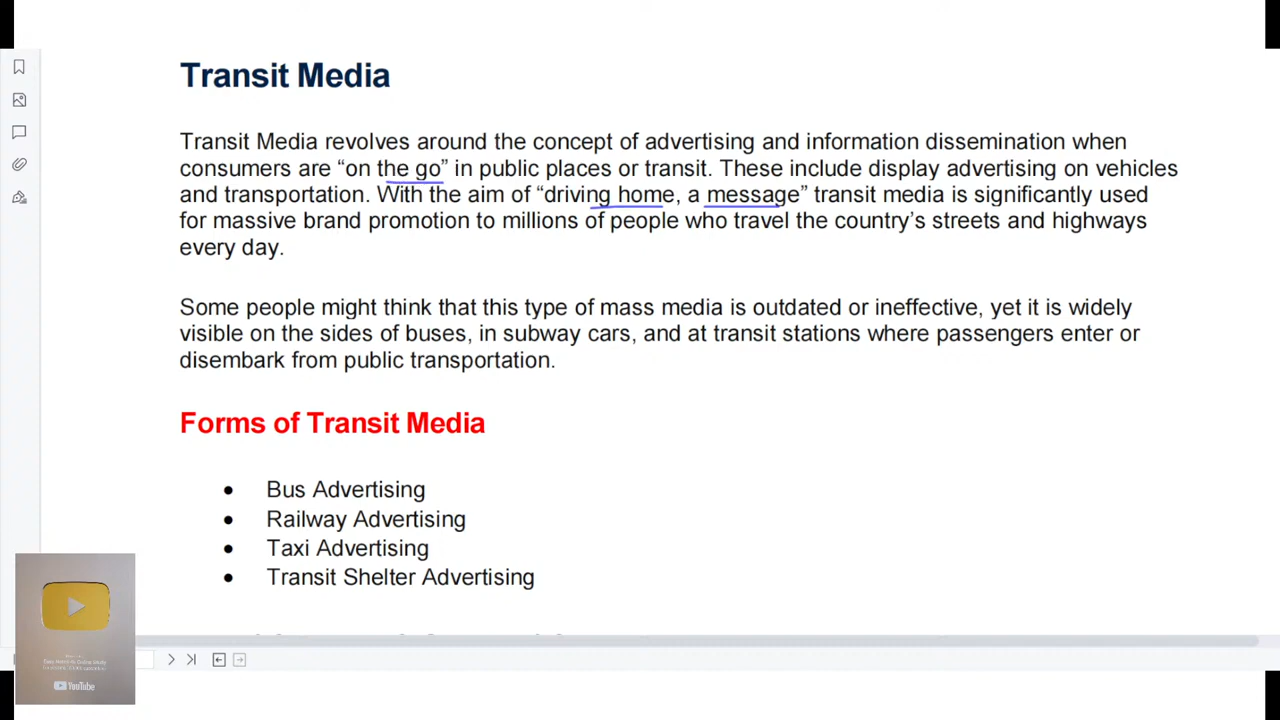 Transit Media
Transit Media revolves around the concept of advertising and information dissemination when
consumers are “on the go” in public places or transit. These include display advertising on vehicles
and transportation. With the aim of “driving home, a message” transit media is significantly used
for massive brand promotion to millions of people who travel the country’s streets and highways
every day.
Some people might think that this type of mass media is outdated or ineffective, yet it is widely
visible on the sides of buses, in subway cars, and at transit stations where passengers enter or
disembark from public transportation.
Forms of Transit Media
• Bus Advertising
• Railway Advertising
• Taxi Advertising
• Transit Shelter Advertising
YouTube